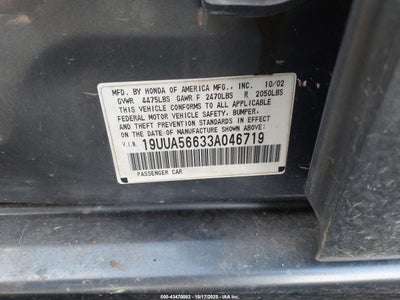 MFD. BY HONDA OF AMERICA MFG., INC. 10/02
GVWR 4475LBS GAWR F 2470LBS R 2050LBS
THIS VEHICLE CONFORMS TO ALL APPLICABLE
FEDERAL MOTOR VEHICLE SAFETY, BUMPER,
AND THEFT PREVENTION STANDARDS IN EFFECT
ON THE DATE OF MANUFACTURE SHOWN ABOVE.
V.I.N. 19UUA56633A046719
PASSENGER CAR
000-43470092 - 10/17/2025 - IAA Inc.